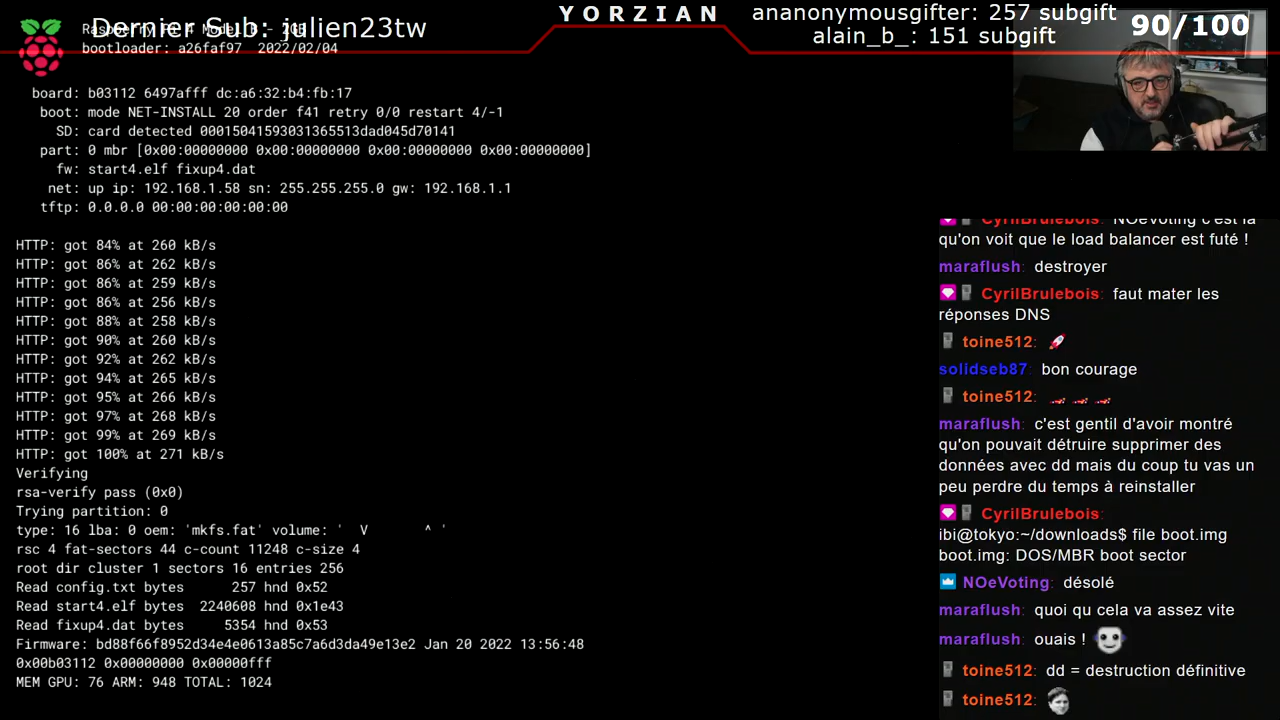 YORZIAN
Dernier Sub: julien23tw
ananonymousgifter: 257 subgift
alain_b_: 151 subgift
90/100
bootloader: a26faf97 2022/02/04
board: b03112 6497afff dc:a6:32:b4:fb:17
boot: mode NET-INSTALL 20 order f41 retry 0/0 restart 4/-1
SD: card detected 00015041593031365513dad045d70141
part: 0 mbr [0x00:00000000 0x00:00000000 0x00:00000000 0x00:00000000]
fw: start4.elf fixup4.dat
net: up ip: 192.168.1.58 sn: 255.255.255.0 gw: 192.168.1.1
tftp: 0.0.0.0 00:00:00:00:00:00
HTTP: got 84% at 260 kB/s
HTTP: got 86% at 262 kB/s
HTTP: got 86% at 259 kB/s
HTTP: got 86% at 256 kB/s
HTTP: got 88% at 258 kB/s
HTTP: got 90% at 260 kB/s
HTTP: got 92% at 262 kB/s
HTTP: got 94% at 265 kB/s
HTTP: got 95% at 266 kB/s
HTTP: got 97% at 268 kB/s
HTTP: got 99% at 269 kB/s
HTTP: got 100% at 271 kB/s
Verifying
rsa-verify pass (0x0)
Trying partition: 0
type: 16 lba: 0 oem: 'mkfs.fat' volume: ' V ^ '
rsc 4 fat-sectors 44 c-count 11248 c-size 4
root dir cluster 1 sectors 16 entries 256
Read config.txt bytes 257 hnd 0x52
Read start4.elf bytes 2240608 hnd 0x1e43
Read fixup4.dat bytes 5354 hnd 0x53
Firmware: bd88f66f8952d34e4e0613a85c7a6d3da49e13e2 Jan 20 2022 13:56:48
0x00b03112 0x00000000 0x00000fff
MEM GPU: 76 ARM: 948 TOTAL: 1024
CyrilBrulebois: NOeVoting c'est là
qu'on voit que le load balancer est futé !
maraflush: destroyer
CyrilBrulebois: faut mater les
réponses DNS
toine512:
solidseb87: bon courage
toine512:
maraflush: c'est gentil d'avoir montré
qu'on pouvait détruire supprimer des
données avec dd mais du coup tu vas un
peu perdre du temps à reinstaller
CyrilBrulebois:
ibi@tokyo:~/downloads$ file boot.img
boot.img: DOS/MBR boot sector
NOeVoting: désolé
maraflush: quoi qu cela va assez vite
maraflush: ouais !
toine512: dd = destruction définitive
toine512: